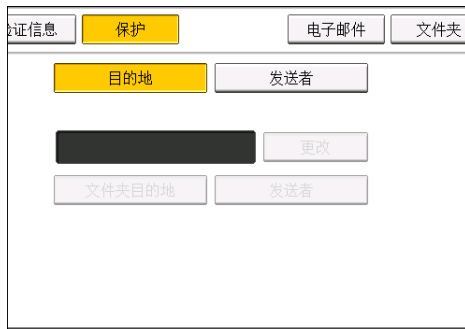 验证信息 保护 电子邮件 文件夹
目的地 发送者
更改
文件夹目的地 发送者